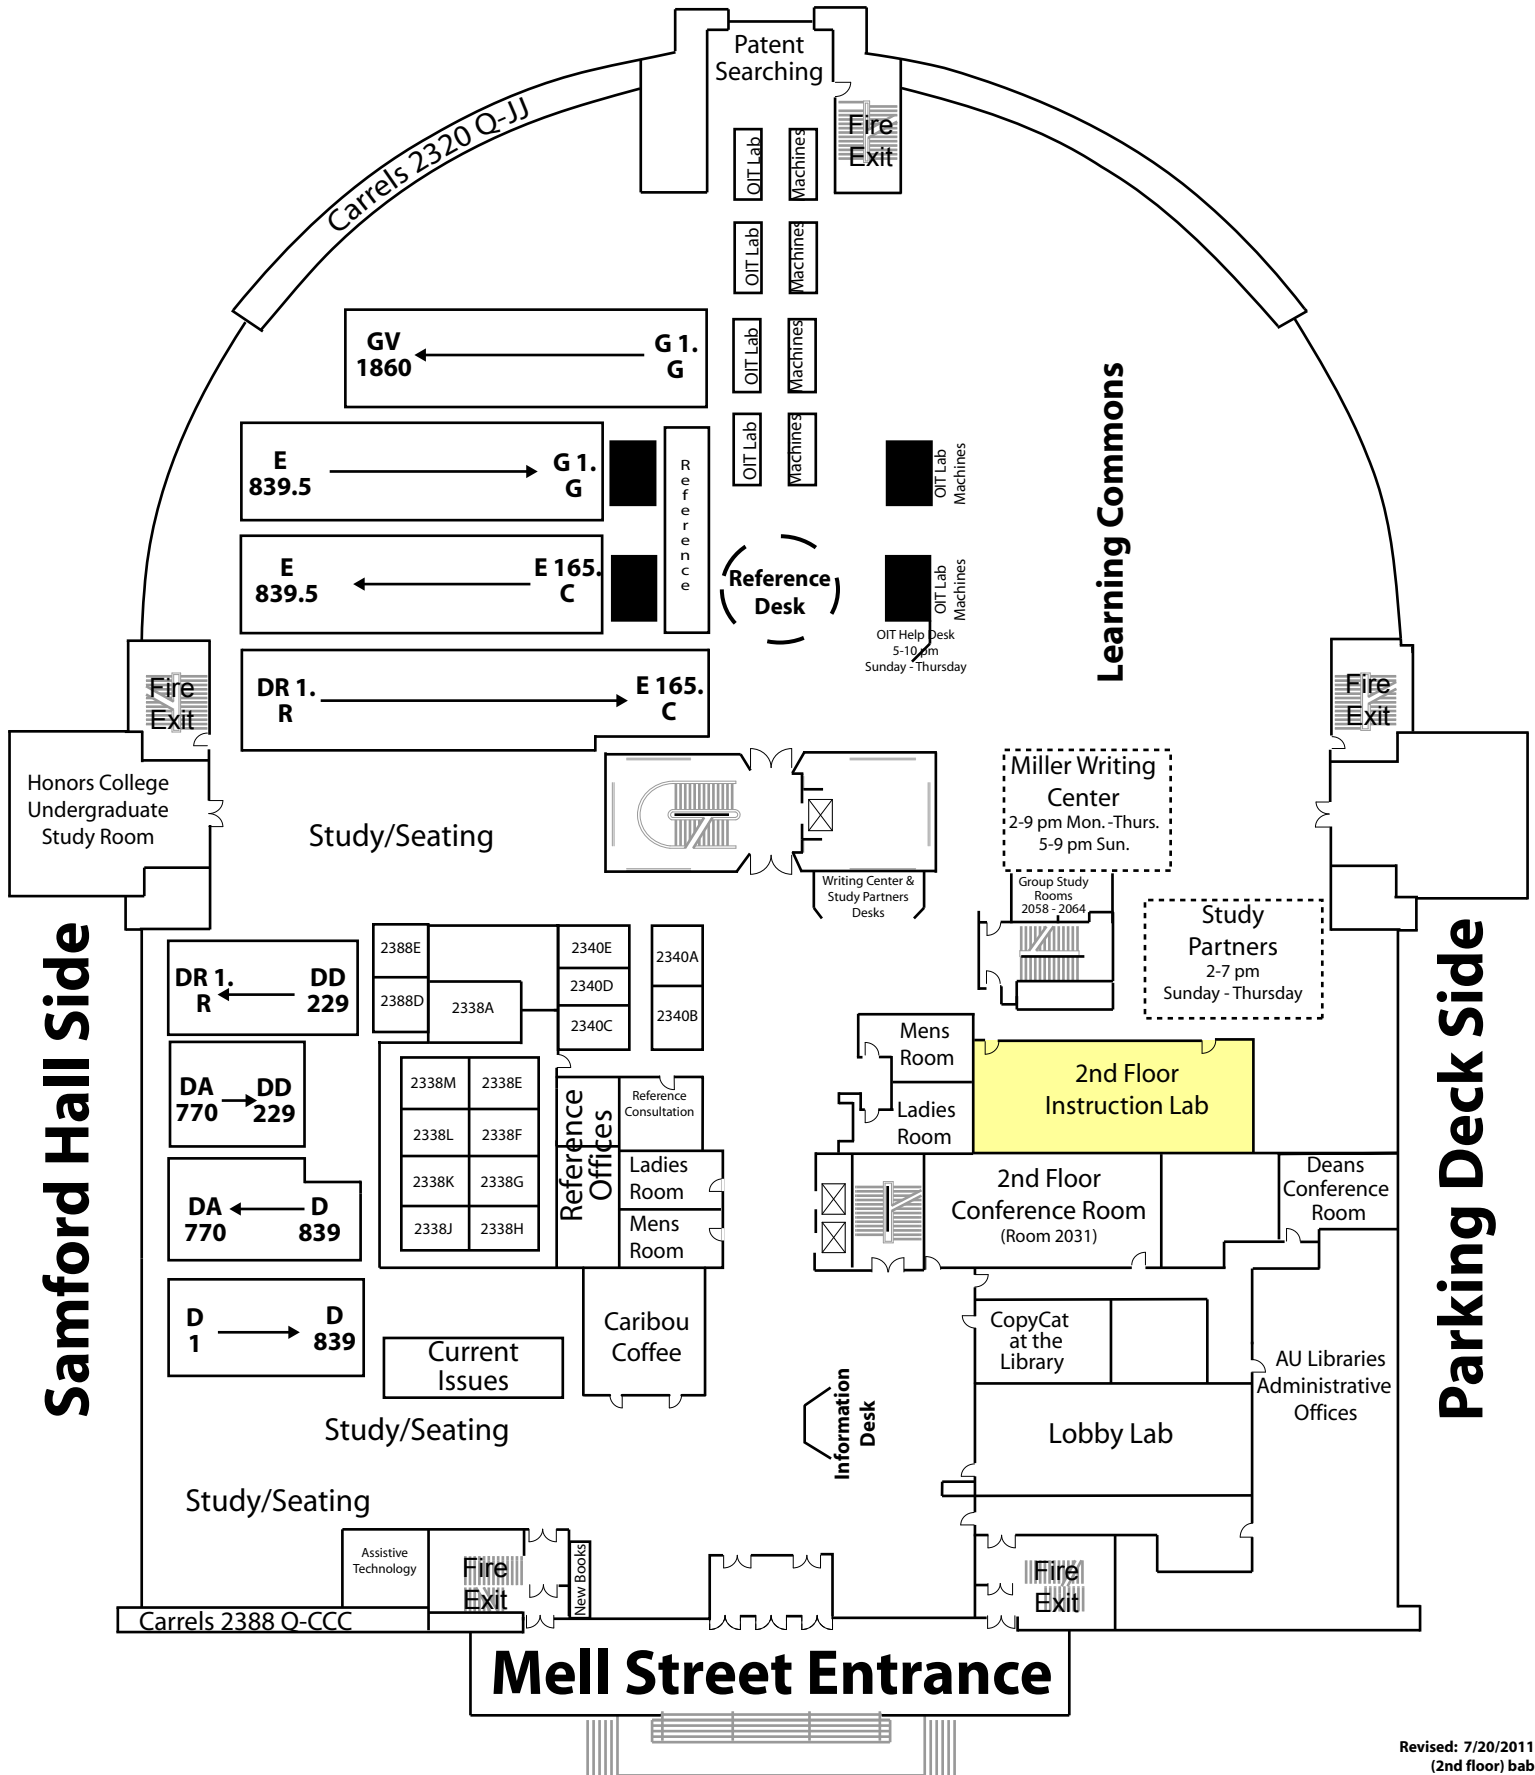 Patent
Searching
Fire
Exit
Carrels 2320 Q-JJ
OIT Lab
Machines
OIT Lab
Machines
OIT Lab
Machines
OIT Lab
Machines
GV
1860
G 1.
G
E
839.5
G 1.
G
Reference
OIT Lab
Machines
Learning Commons
E
839.5
E 165.
C
Reference
Desk
OIT Lab
Machines
OIT Help Desk
5-10 pm
Sunday - Thursday
DR 1.
R
E 165.
C
Fire
Exit
Fire
Exit
Honors College
Undergraduate
Study Room
Study/Seating
Miller Writing
Center
2-9 pm Mon. -Thurs.
5-9 pm Sun.
Writing Center &
Study Partners
Desks
Group Study
Rooms
2058 - 2064
Study
Partners
2-7 pm
Sunday - Thursday
Samford Hall Side
Parking Deck Side
DR 1.
R
DD
229
2388E
2388D
2338A
2340E
2340D
2340C
2340A
2340B
Mens
Room
Ladies
Room
2nd Floor
Instruction Lab
DA
770
DD
229
2338M
2338E
2338L
2338F
2338K
2338G
2338J
2338H
Reference
Offices
Reference
Consultation
Ladies
Room
Mens
Room
2nd Floor
Conference Room
(Room 2031)
Deans
Conference
Room
DA
770
D
839
D
1
D
839
Current
Issues
Caribou
Coffee
CopyCat
at the
Library
AU Libraries
Administrative
Offices
Information
Desk
Lobby Lab
Study/Seating
Study/Seating
Assistive
Technology
Fire
Exit
New Books
Fire
Exit
Carrels 2388 Q-CCC
Mell Street Entrance
Revised: 7/20/2011
(2nd floor) bab